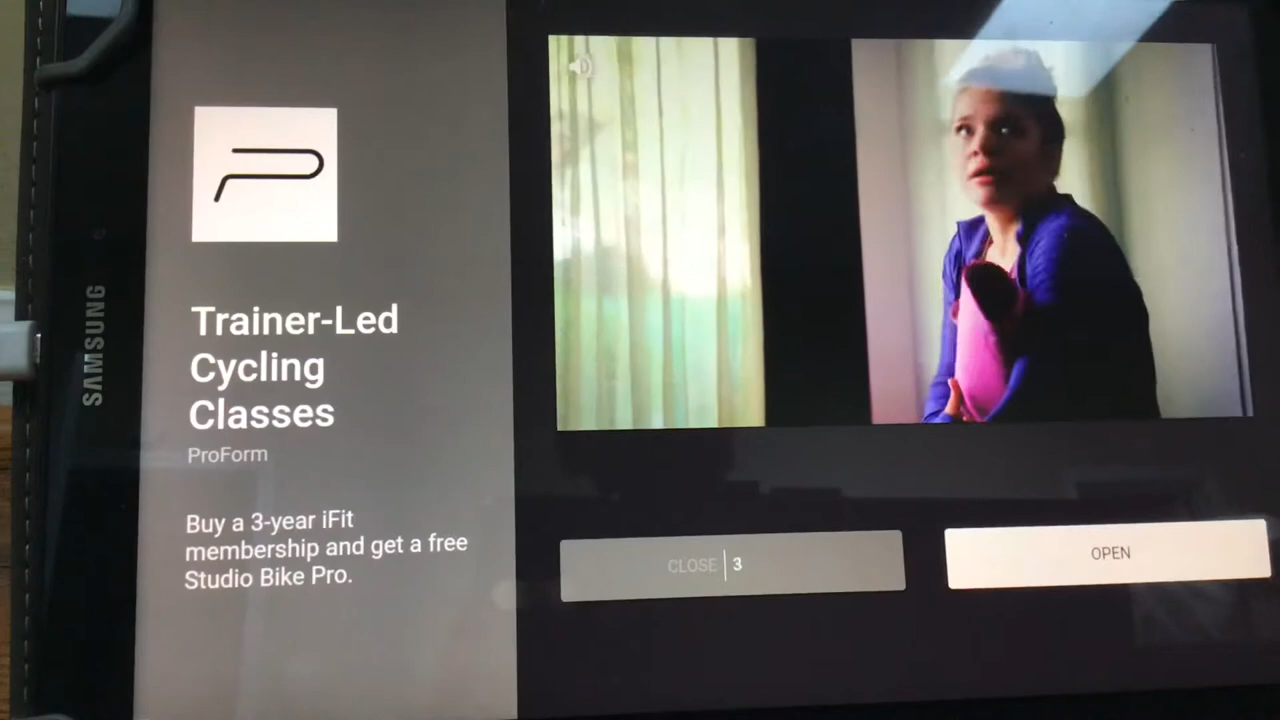 SAMSUNG
Trainer-Led
Cycling
Classes
ProForm
Buy a 3-year iFit
membership and get a free
Studio Bike Pro.
CLOSE 3
OPEN